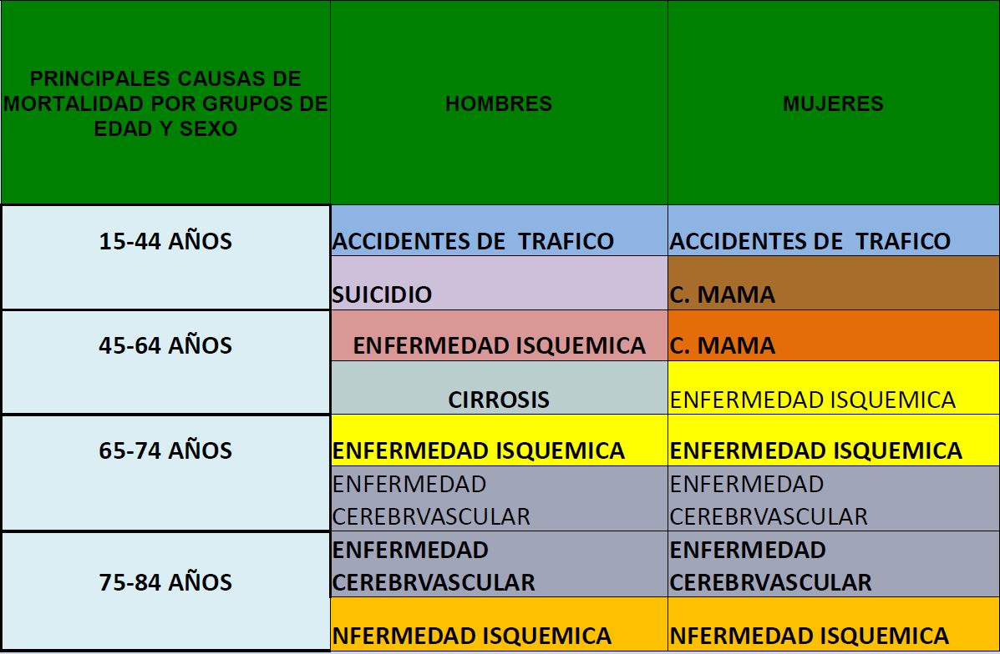 PRINCIPALES CAUSAS DE
MORTALIDAD POR GRUPOS DE
EDAD Y SEXO
HOMBRES
MUJERES
15-44 AÑOS
ACCIDENTES DE  TRAFICO
ACCIDENTES DE  TRAFICO
SUICIDIO
C. MAMA
45-64 AÑOS
ENFERMEDAD ISQUEMICA
C. MAMA
CIRROSIS
ENFERMEDAD ISQUEMICA
65-74 AÑOS
ENFERMEDAD ISQUEMICA
ENFERMEDAD ISQUEMICA
ENFERMEDAD
CEREBRVASCULAR
ENFERMEDAD
CEREBRVASCULAR
75-84 AÑOS
ENFERMEDAD
CEREBRVASCULAR
ENFERMEDAD
CEREBRVASCULAR
NFERMEDAD ISQUEMICA
NFERMEDAD ISQUEMICA